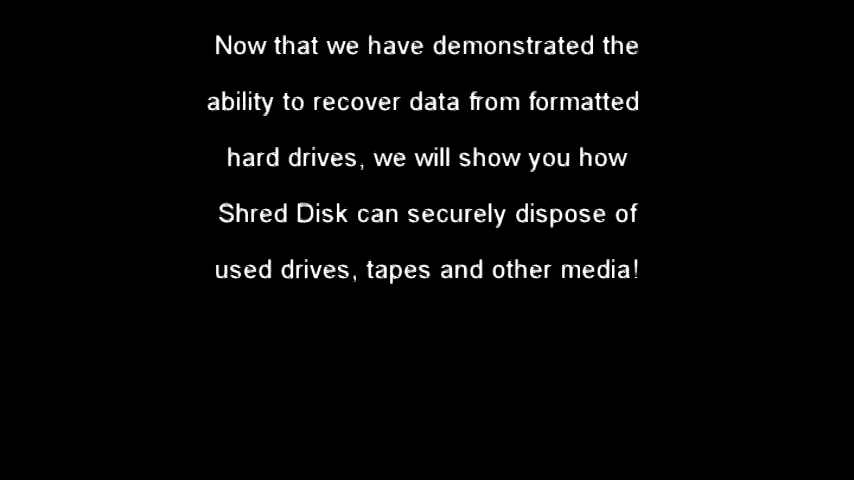 Now that we have demonstrated the
ability to recover data from formatted
hard drives, we will show you how
Shred Disk can securely dispose of
used drives, tapes and other media!